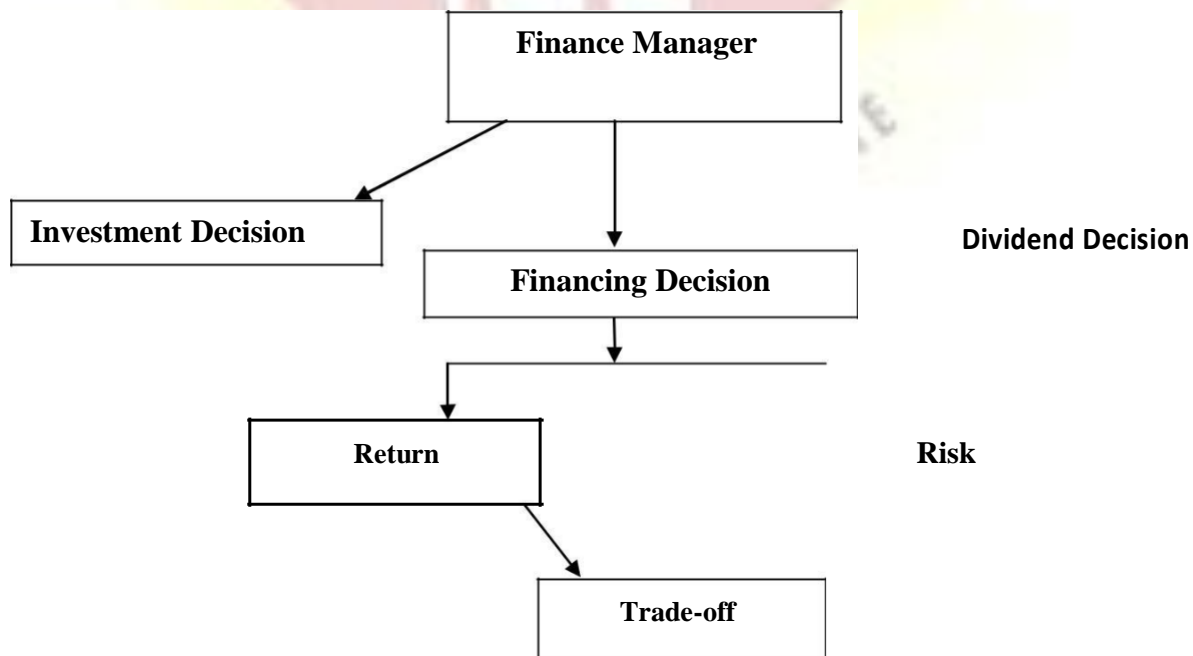 Finance Manager
Investment Decision
Dividend Decision
Financing Decision
Return
Risk
Trade-off